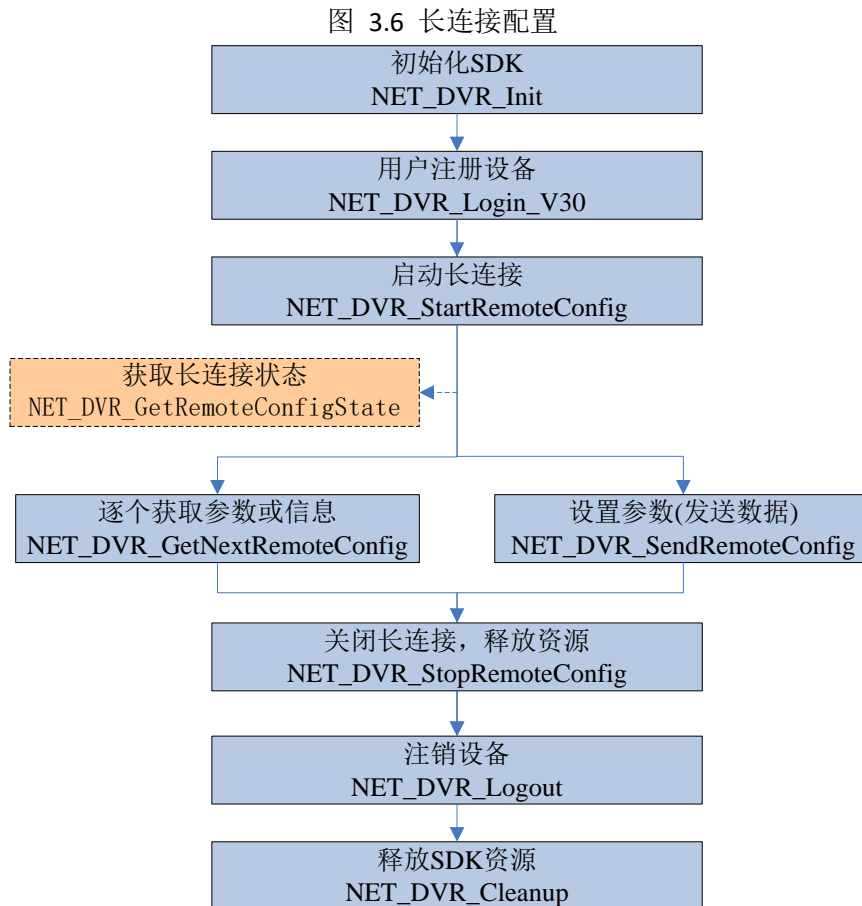 图 3.6 长连接配置
初始化SDK
NET_DVR_Init
用户注册设备
NET_DVR_Login_V30
启动长连接
NET_DVR_StartRemoteConfig
获取长连接状态
NET_DVR_GetRemoteConfigState
逐个获取参数或信息
NET_DVR_GetNextRemoteConfig
设置参数(发送数据)
NET_DVR_SendRemoteConfig
关闭长连接，释放资源
NET_DVR_StopRemoteConfig
注销设备
NET_DVR_Logout
释放SDK资源
NET_DVR_Cleanup